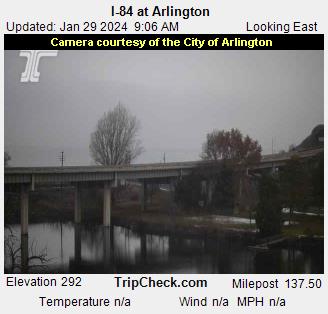 I-84 at Arlington
Updated: Jan 29 2024 9:06 AM Looking East
Camera courtesy of the City of Arlington
Elevation 292 TripCheck.com Milepost 137.50
Temperature n/a Wind n/a MPH n/a